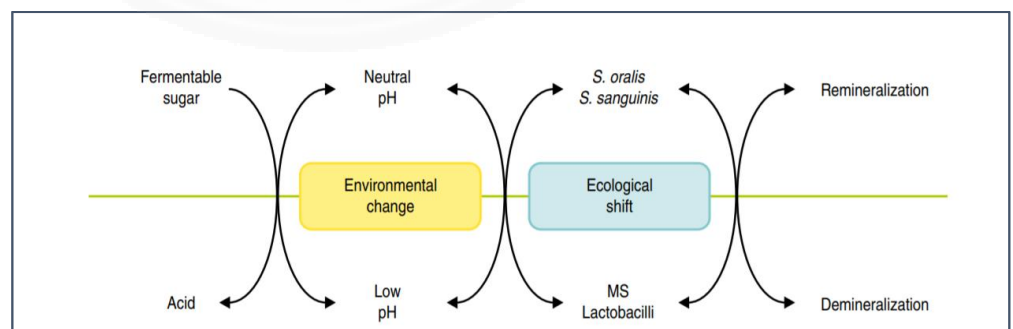 Fermentable
sugar
Neutral
pH
S. oralis
S. sanguinis
Remineralization
Environmental
change
Ecological
shift
Acid
Low
pH
MS
Lactobacilli
Demineralization